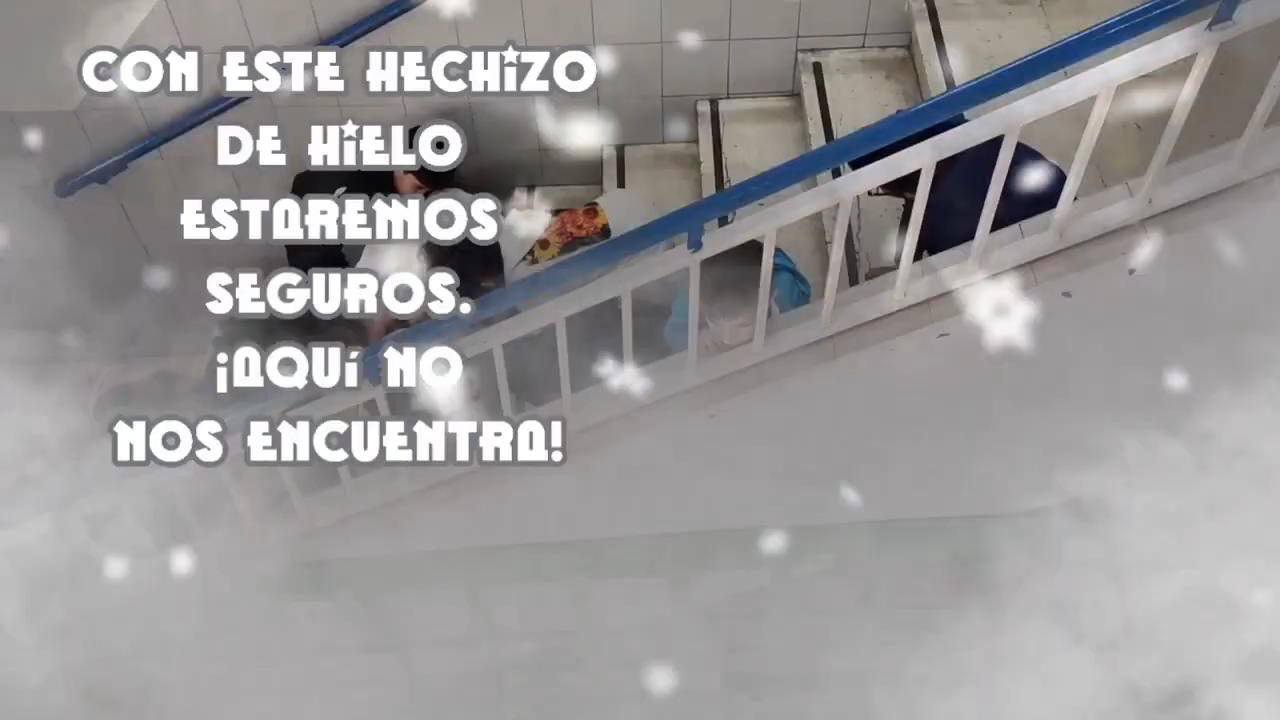 CON ESTE HECHIZO
DE HIELO
ESTAREMOS
SEGUROS.
¡AQUÍ NO
NOS ENCUENTRA!